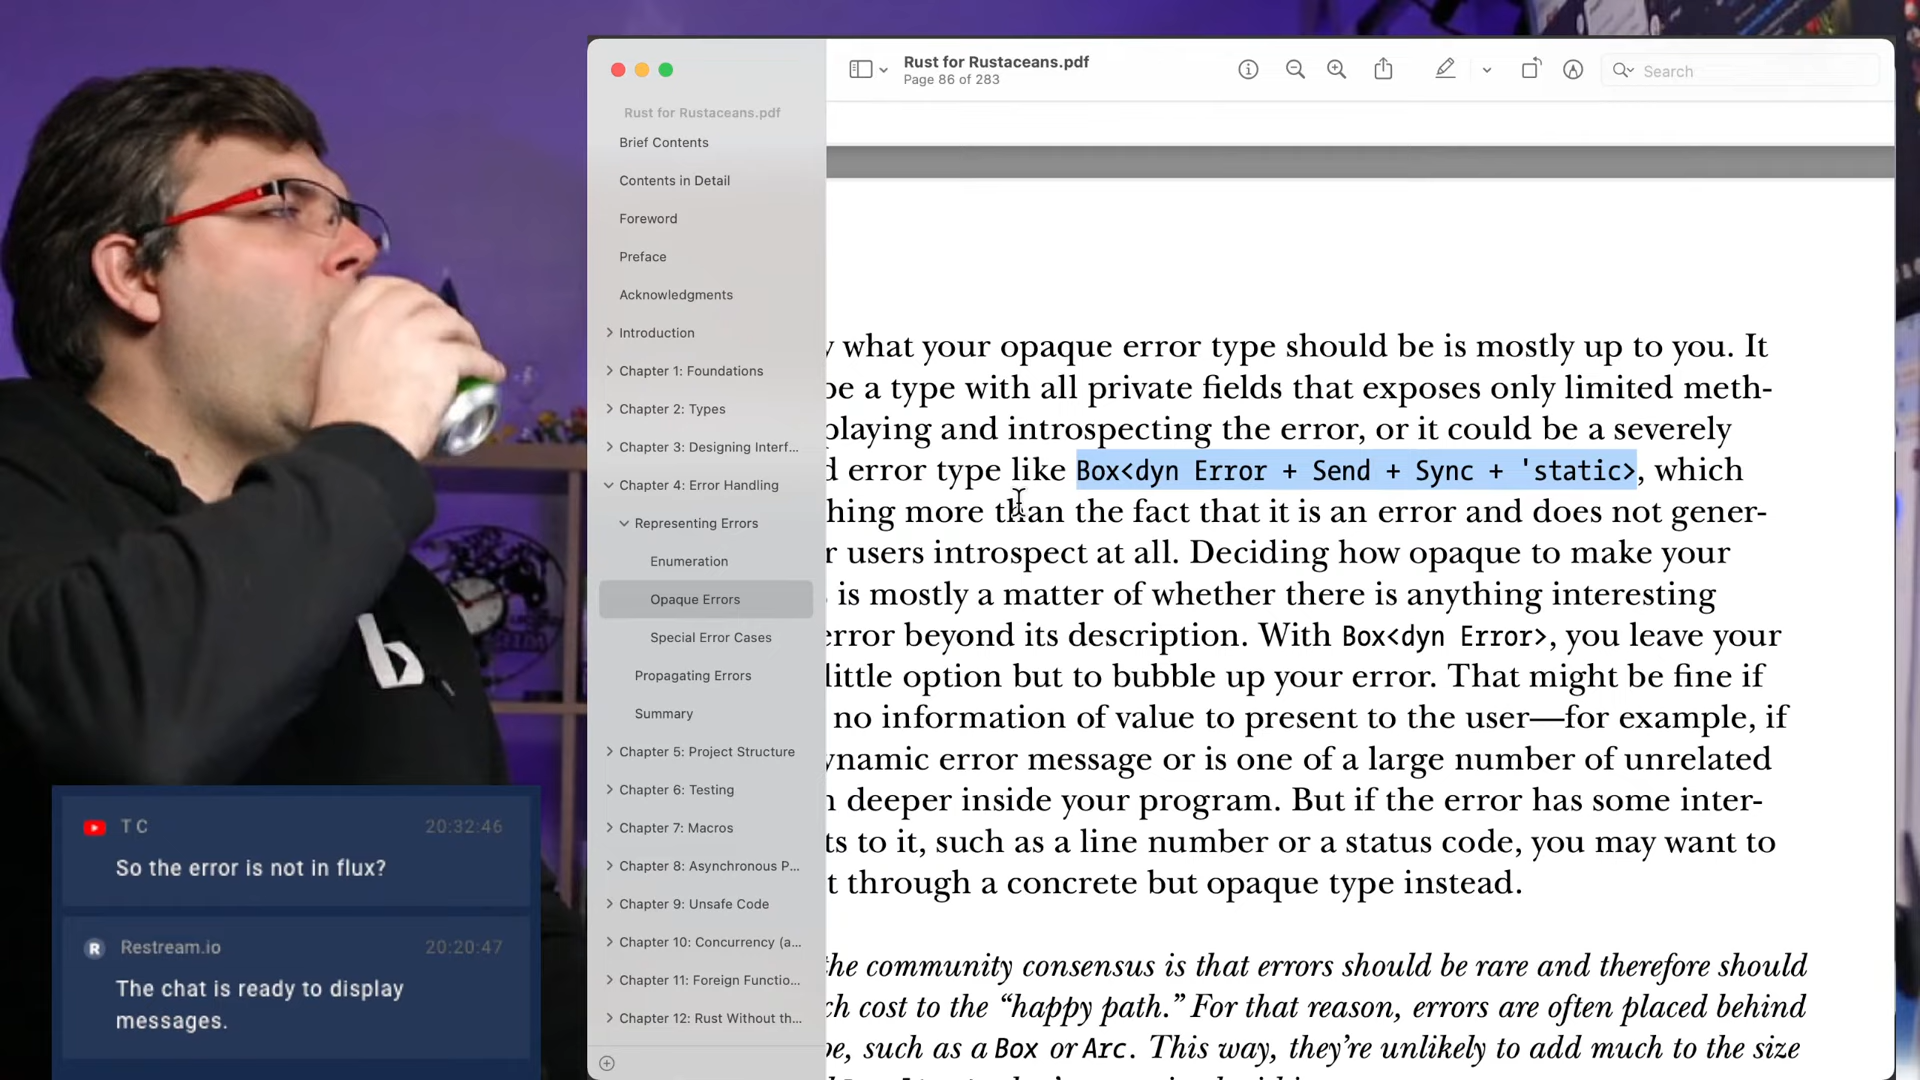 Rust for Rustaceans.pdf
Page 86 of 283
Search
Rust for Rustaceans.pdf
Brief Contents
Contents in Detail
Foreword
Preface
Acknowledgments
Introduction
Chapter 1: Foundations
Chapter 2: Types
Chapter 3: Designing Interf...
Chapter 4: Error Handling
Representing Errors
Enumeration
Opaque Errors
Special Error Cases
Propagating Errors
Summary
Chapter 5: Project Structure
Chapter 6: Testing
Chapter 7: Macros
Chapter 8: Asynchronous P...
Chapter 9: Unsafe Code
Chapter 10: Concurrency (a...
Chapter 11: Foreign Functio...
Chapter 12: Rust Without th...
what your opaque error type should be is mostly up to you. It
be a type with all private fields that exposes only limited meth-
playing and introspecting the error, or it could be a severely
d error type like Box<dyn Error + Send + Sync + 'static>, which
hing more than the fact that it is an error and does not gener-
r users introspect at all. Deciding how opaque to make your
is mostly a matter of whether there is anything interesting
error beyond its description. With Box<dyn Error>, you leave your
little option but to bubble up your error. That might be fine if
no information of value to present to the user—for example, if
ynamic error message or is one of a large number of unrelated
n deeper inside your program. But if the error has some inter-
ts to it, such as a line number or a status code, you may want to
t through a concrete but opaque type instead.
the community consensus is that errors should be rare and therefore should
ch cost to the “happy path.” For that reason, errors are often placed behind
pe, such as a Box or Arc. This way, they’re unlikely to add much to the size
T C 20:32:46
So the error is not in flux?
R Restream.io 20:20:47
The chat is ready to display
messages.